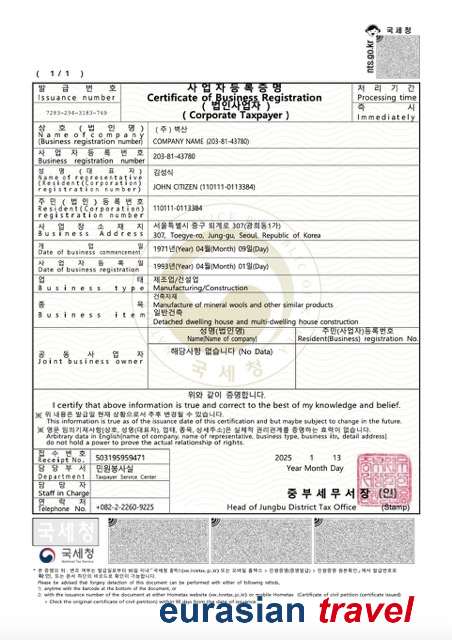 국세청
nts.go.kr
( 1/1 )
발 급 번 호
Issuance number
7293-294-3183-769
사 업 자 등 록 증 명
Certificate of Business Registration
( 법인사업자 )
( Corporate Taxpayer )
처 리 기 간
Processing time
즉 시
Immediately
상 호 ( 법 인 명 )
Name of company
(Business registration number)
(주) 벽산
COMPANY NAME (203-81-43780)
사 업 자 등 록 번 호
Business registration number
203-81-43780
성 명 ( 대 표 자 )
Name of representative
(Resident(Corporation)
registration number)
김성식
JOHN CITIZEN (110111-0113384)
주민(법인)등록번호
Resident(Corporation)
registration number
110111-0113384
사 업 장 소 재 지
Business Address
서울특별시 중구 퇴계로 307(광희동1가)
307, Toegye-ro, Jung-gu, Seoul, Republic of Korea
개 업 일
Date of business commencement
1971년(Year) 04월(Month) 09일(Day)
사 업 자 등 록 일
Date of business registration
1993년(Year) 04월(Month) 01일(Day)
업 태
Business type
제조업/건설업
Manufacturing/Construction
종 목
Business item
건축자재
Manufacture of mineral wools and other similar products
일반건축
Detached dwelling house and multi-dwelling house construction
공 동 사 업 자
Joint business owner
성명(법인명)
Name(Name of company)
주민(사업자)등록번호
Resident(Business) registration No.
해당사항 없습니다 (No Data)
국세청
위와 같이 증명합니다.
I certify that above information is true and correct to the best of my knowledge and belief.
※ 위 내용은 발급일 현재 상황으로서 추후 변경될 수 있습니다.
This information is true as of the issuance date of this certification and but maybe subject to change in the future.
※ 영문 임의기재사항(상호, 성명(대표자), 업태, 종목, 상세주소)은 실체적 권리관계를 증명하는 효력이 없습니다.
Arbitrary data in English(name of company, name of representative, business type, business
detail address)
do not hold a power to prove the actual relationship of rights.
접 수 번 호
Receipt No.
503195959471
담 당 부 서
Department
민원봉사실
Taxpayer Service Center
담 당 자
Staff in Charge
연 락 처
Telephone No.
+082-2-2260-9225
2025 1 13
Year Month Day
중 부 세 무 서 장 (인)
Head of Jungbu District Tax Office (Stamp)
국세청
국세청
National Tax Service
Please be advised that forgery detection of this document can be performed with either of following
1) anytime with the barcode at the bottom of the document, or
2) with the issuance number of the document at either Hometax website
or mobile Hometax
- Check the original certificate of civil petition) within 90 days from the date of issuance
eurasian travel